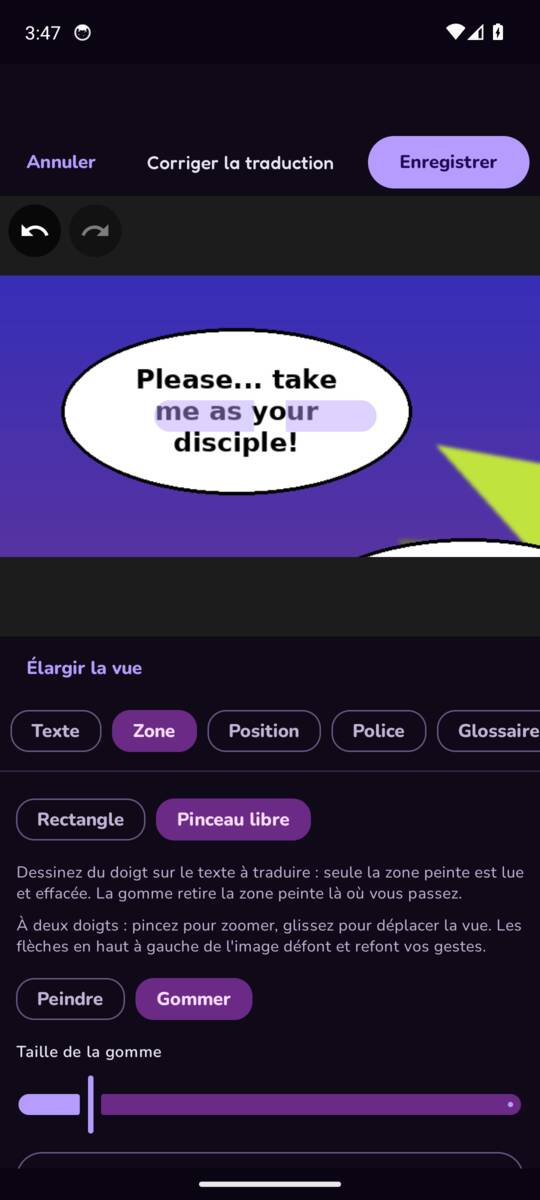 3:47
Annuler
Corriger la traduction
Enregistrer
Please... take
me as your
disciple!
Élargir la vue
Texte
Zone
Position
Police
Glossaire
Rectangle
Pinceau libre
Dessinez du doigt sur le texte à traduire : seule la zone peinte est lue
et effacée. La gomme retire la zone peinte là où vous passez.
À deux doigts : pincez pour zoomer, glissez pour déplacer la vue. Les
flèches en haut à gauche de l'image défont et refont vos gestes.
Peindre
Gommer
Taille de la gomme